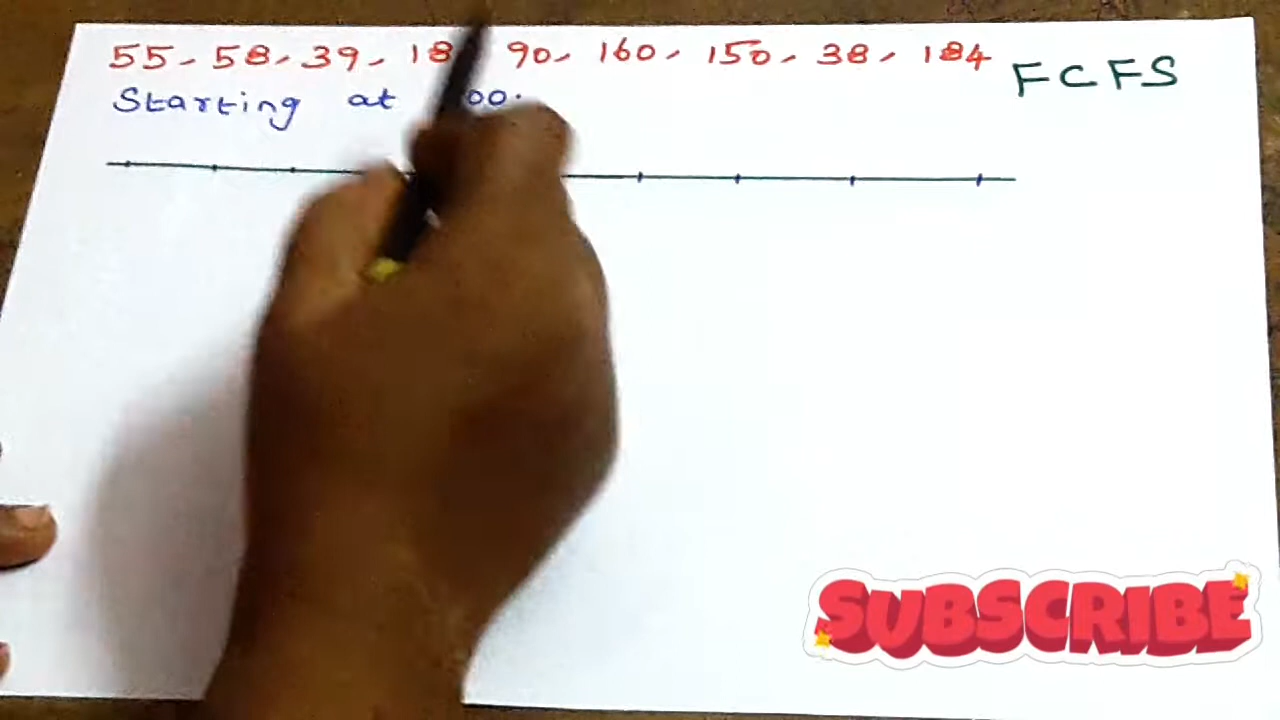 55, 58, 39, 18, 90, 160, 150, 38, 184
FCFS
Starting at
SUBSCRIBE